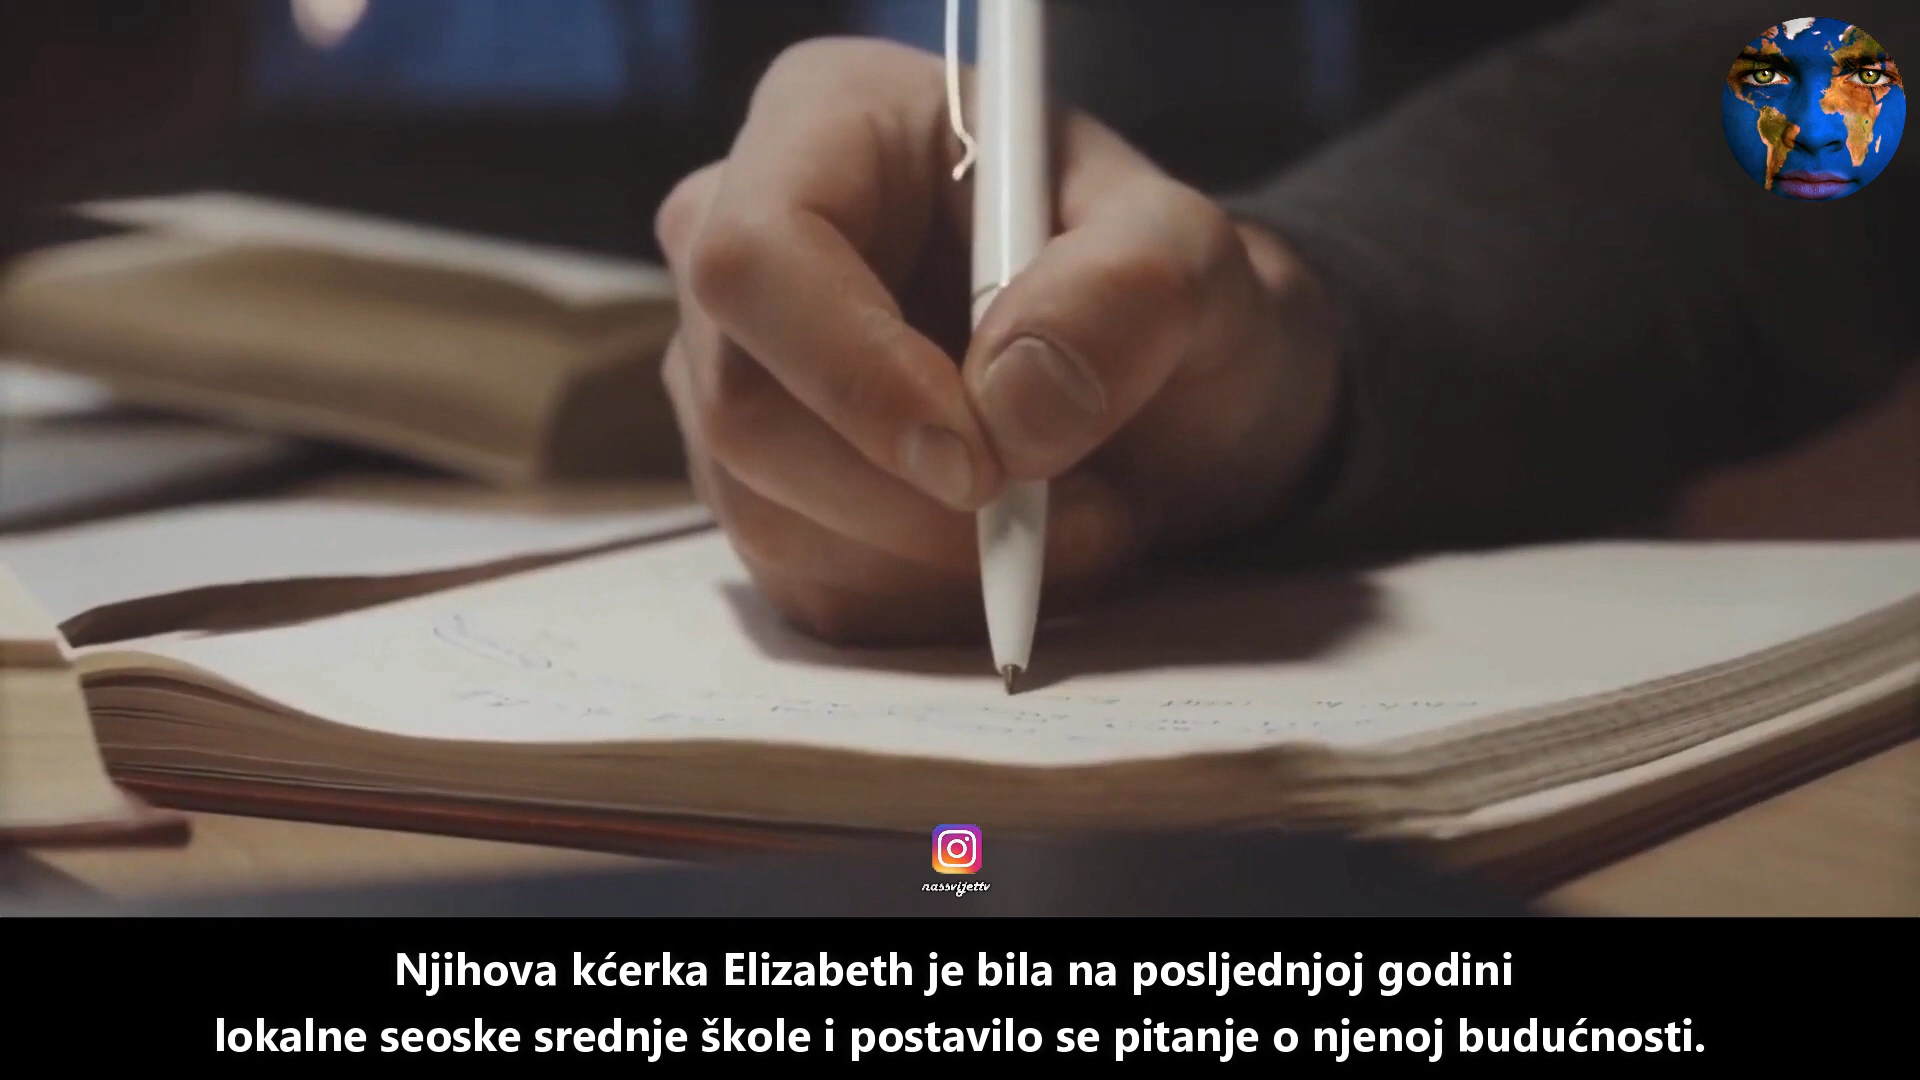 nassvijettv
Njihova kćerka Elizabeth je bila na posljednjoj godini
lokalne seoske srednje škole i postavilo se pitanje o njenoj budućnosti.